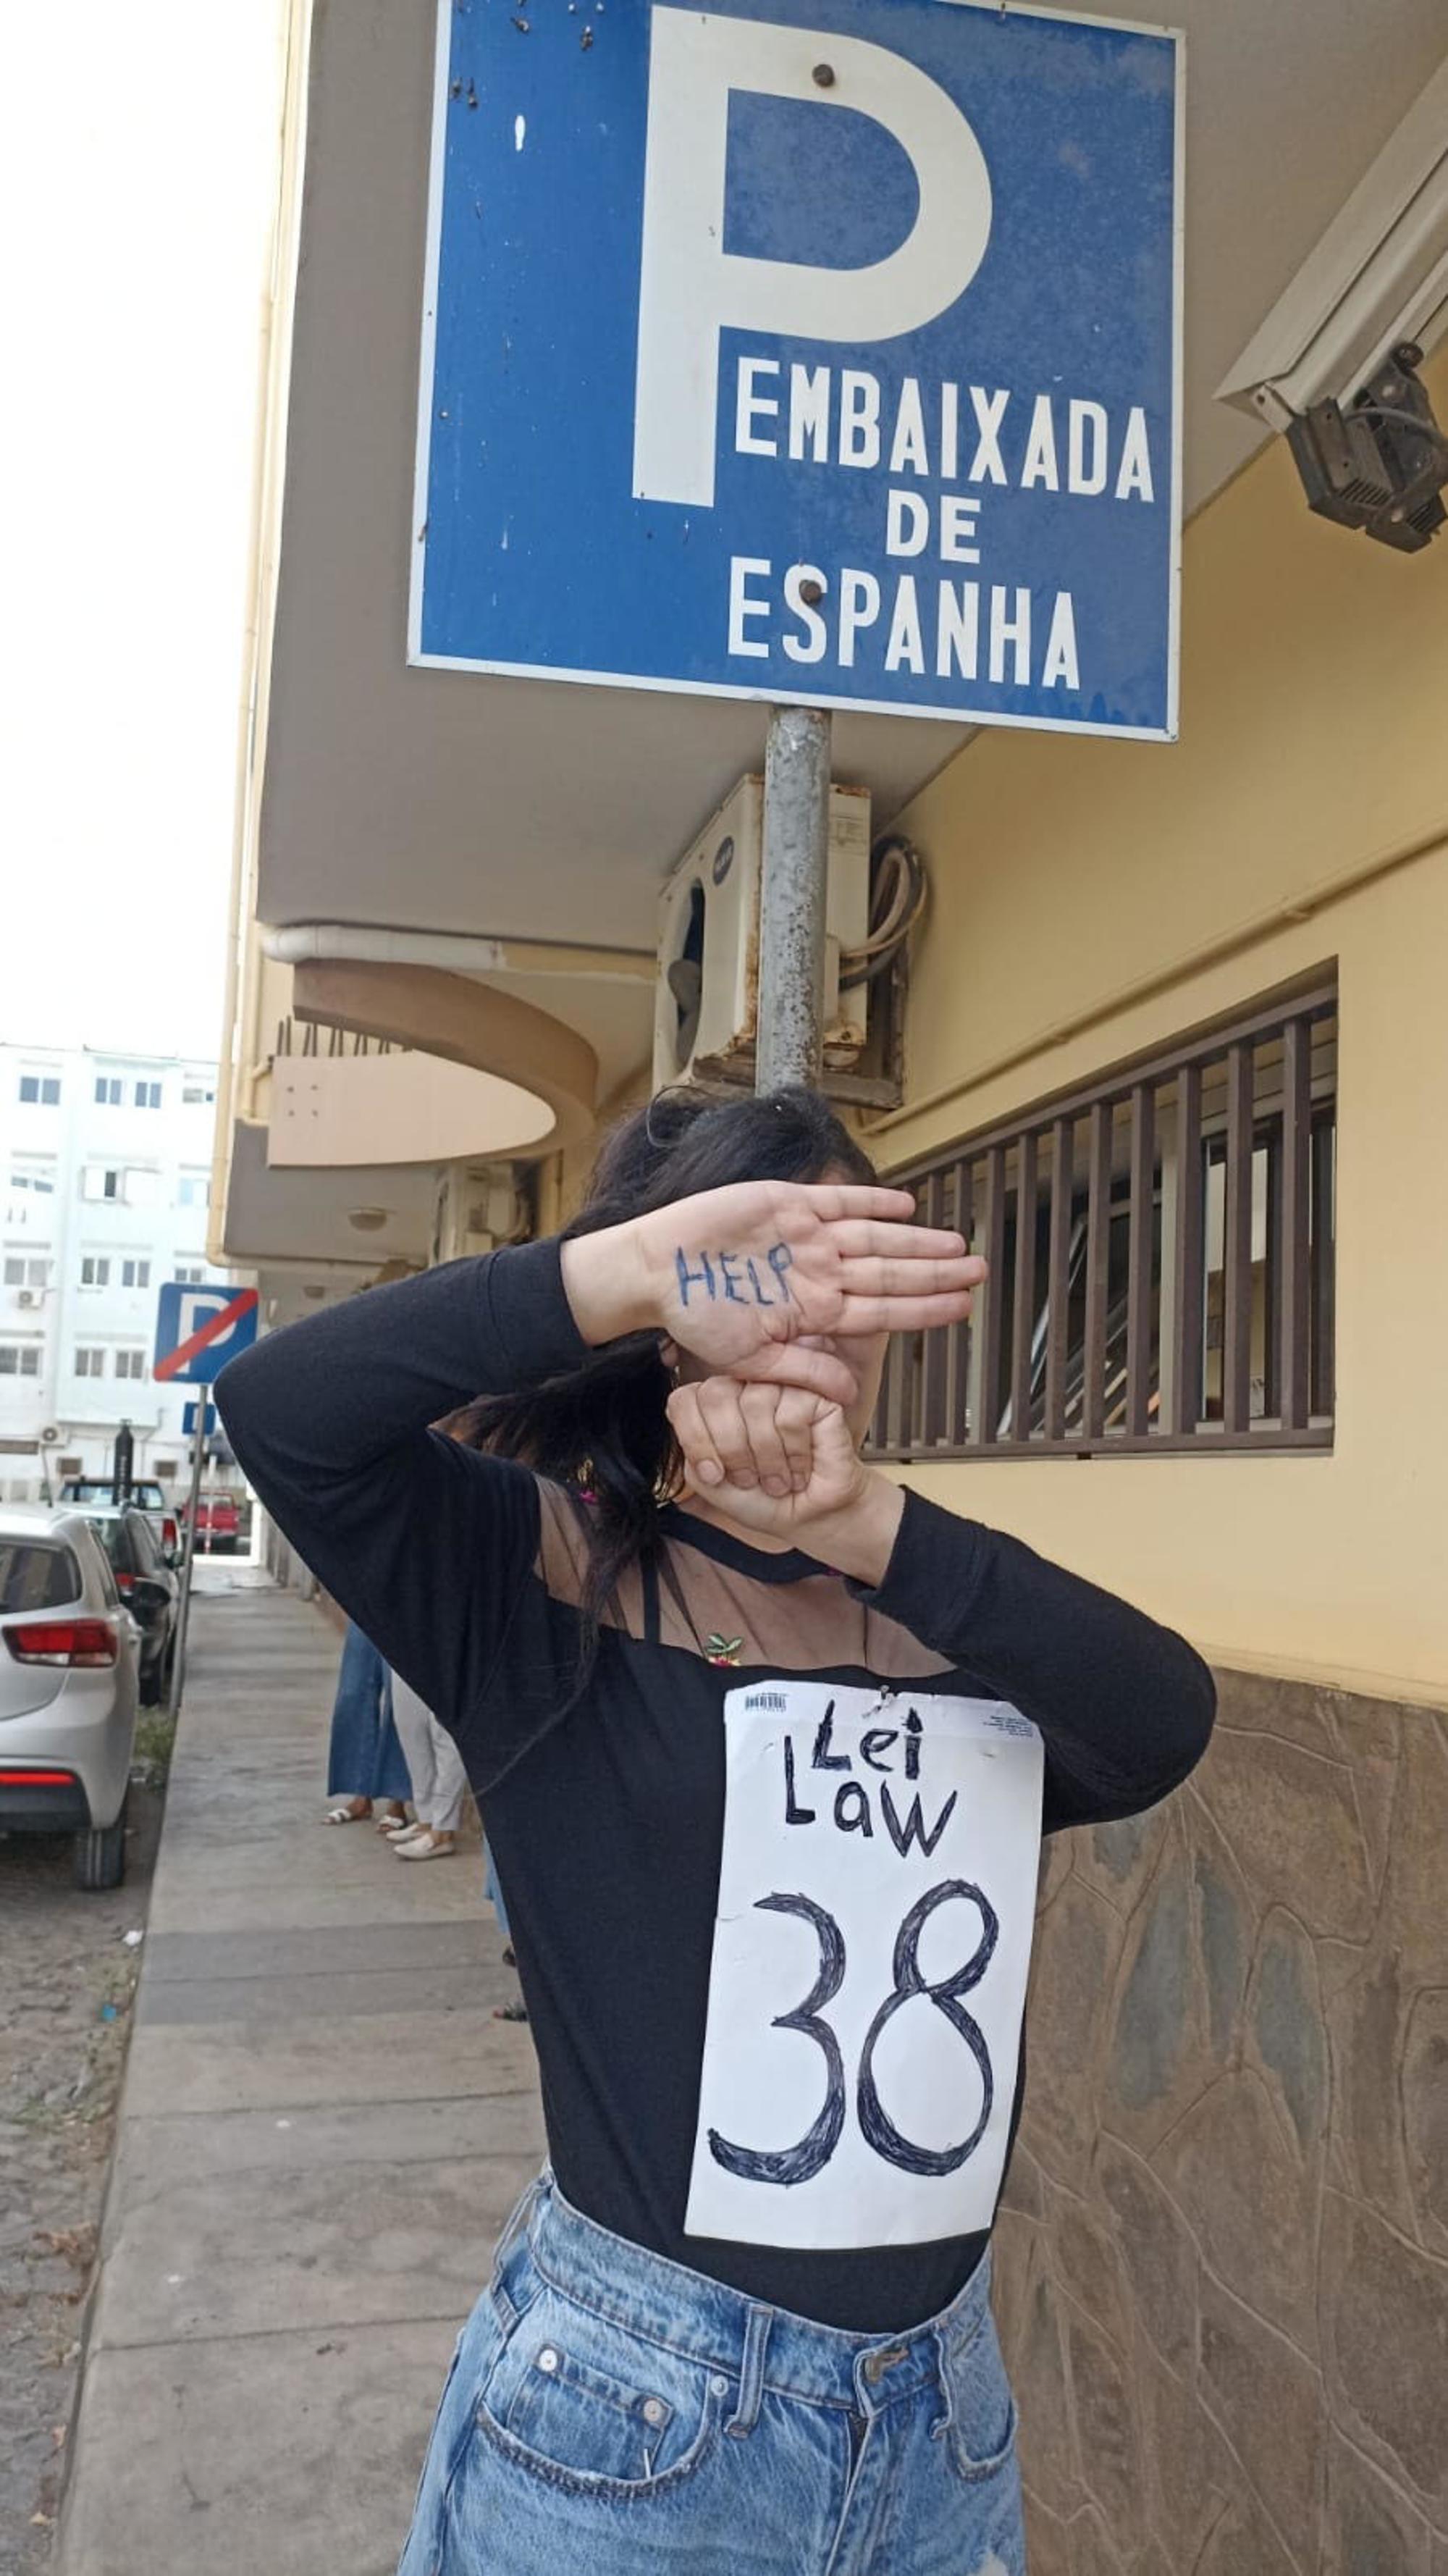 P
EMBAIXADA
DE
ESPANHA
HELP
P
Lei
Law
38